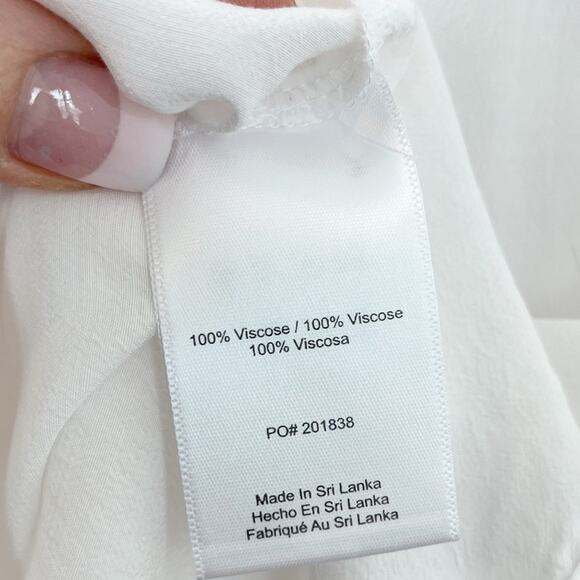 100% Viscose / 100% Viscose
100% Viscosa
PO# 201838
Made In Sri Lanka
Hecho En Sri Lanka
Fabriqué Au Sri Lanka